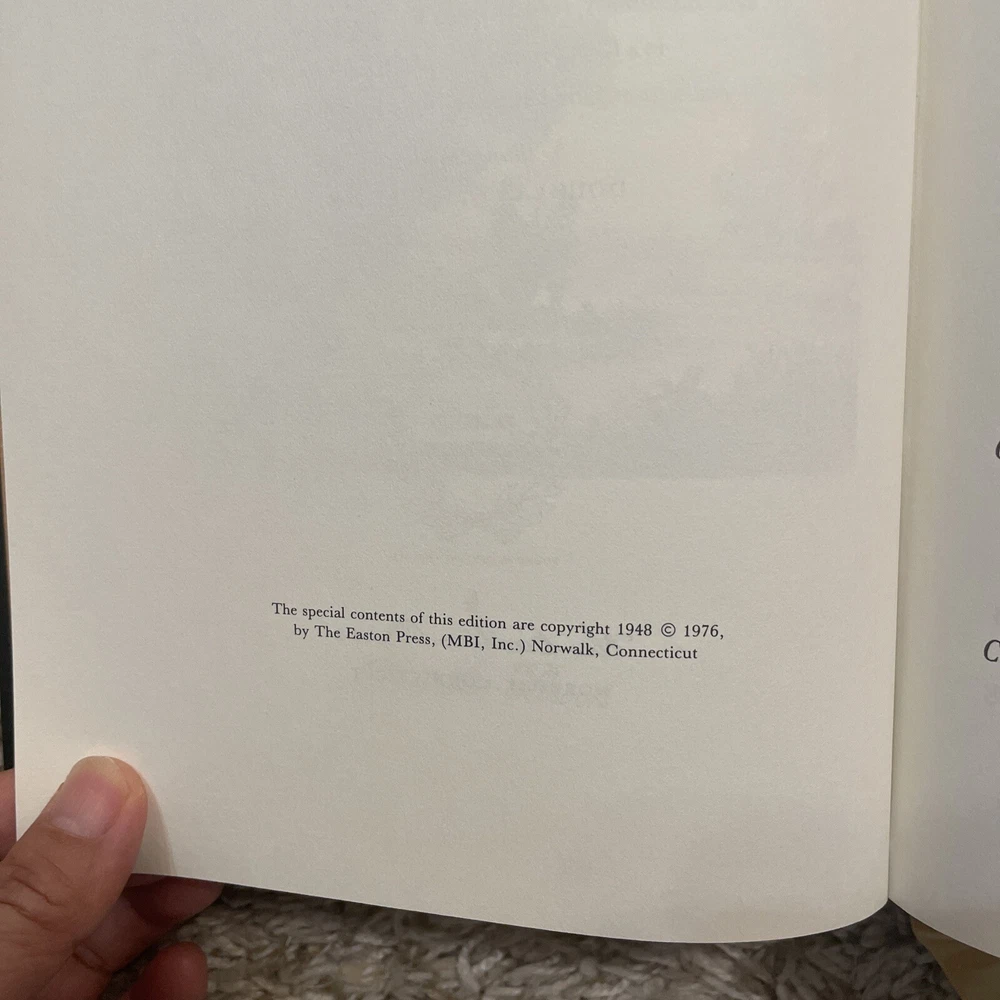 The special contents of this edition are copyright 1948 © 1976,
by The Easton Press, (MBI, Inc.) Norwalk, Connecticut